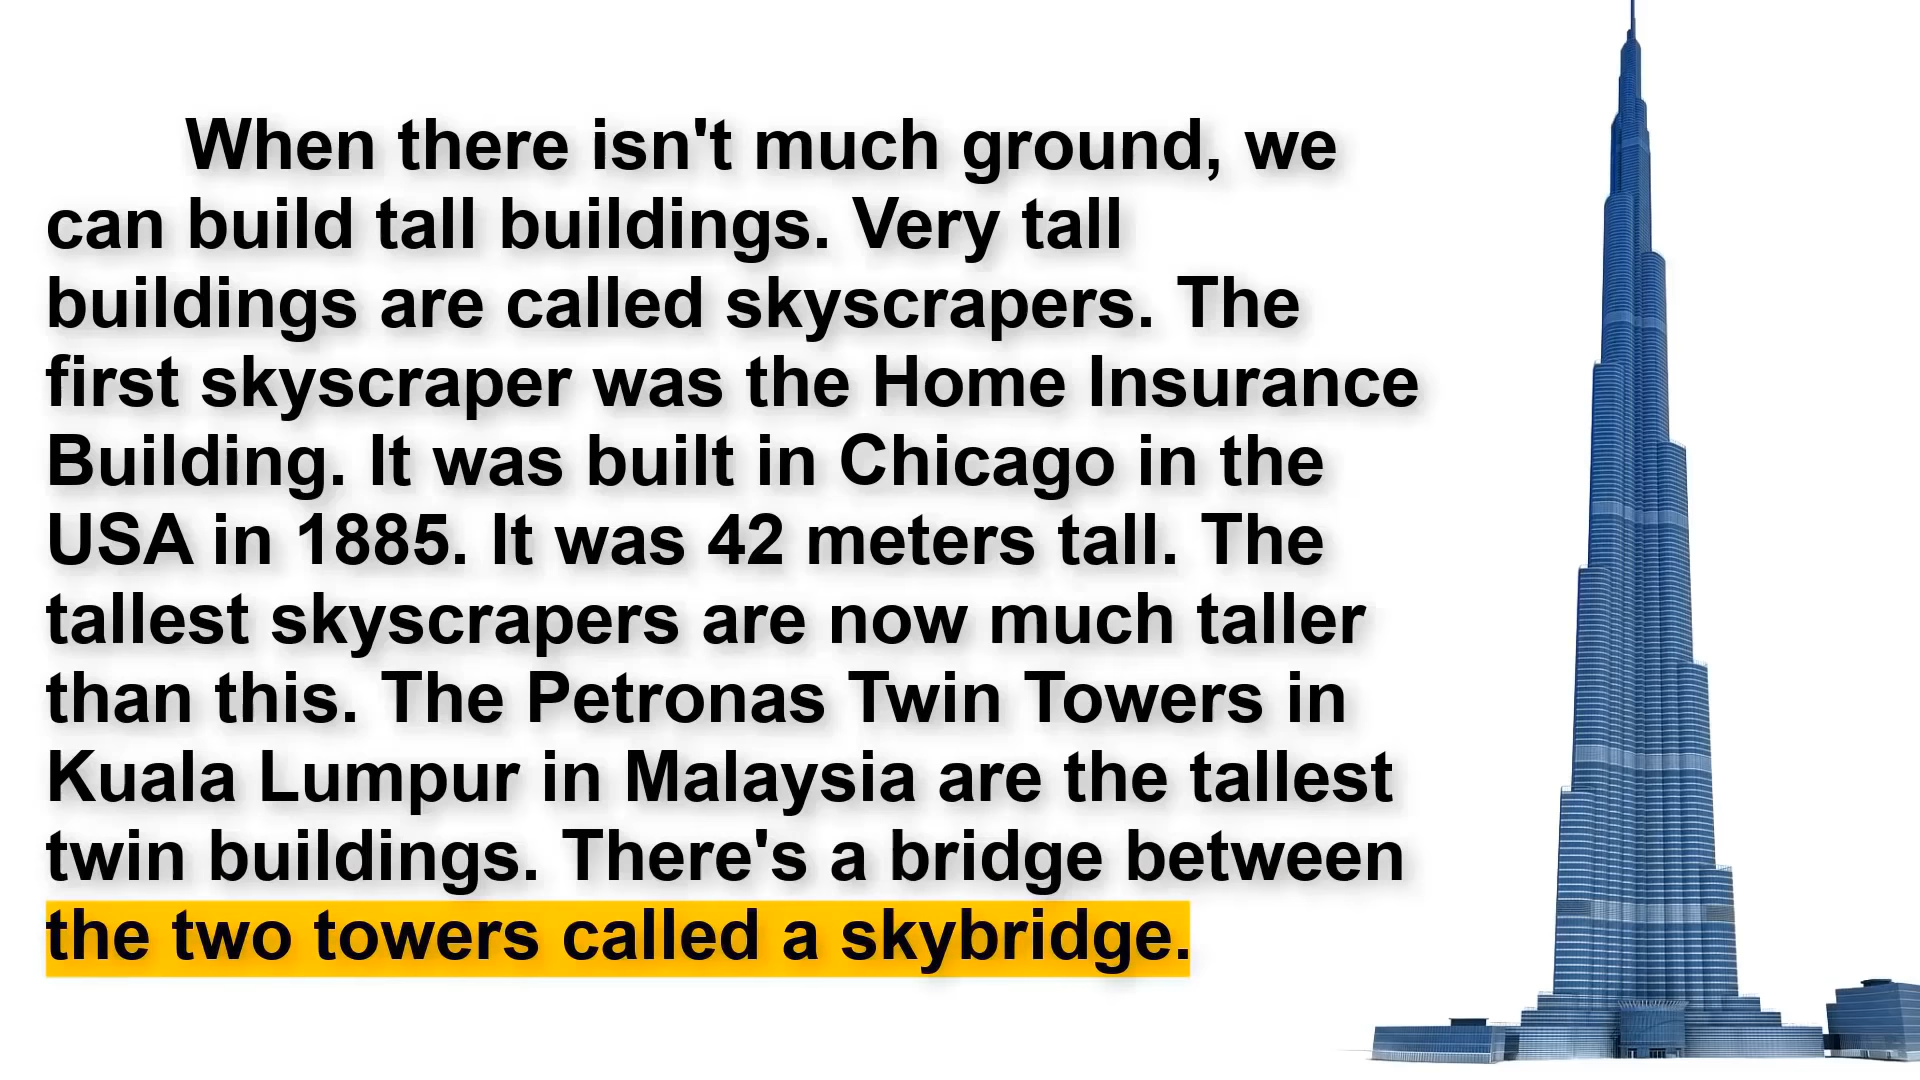 When there isn't much ground, we
can build tall buildings. Very tall
buildings are called skyscrapers. The
first skyscraper was the Home Insurance
Building. It was built in Chicago in the
USA in 1885. It was 42 meters tall. The
tallest skyscrapers are now much taller
than this. The Petronas Twin Towers in
Kuala Lumpur in Malaysia are the tallest
twin buildings. There's a bridge between
the two towers called a skybridge.